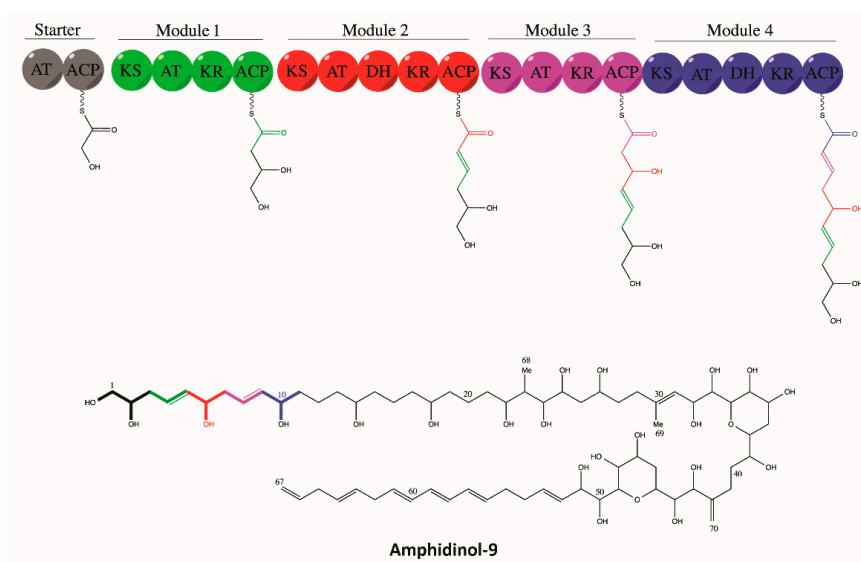 Starter Module 1 Module 2 Module 3 Module 4
AT ACP KS AT KR ACP KS AT DH KR ACP KS AT KR ACP KS AT DH KR ACP
S S S S S
O O O O O
OH OH OH OH
OH OH
OH OH OH
OH OH
OH
68
Me OH OH OH OH
1 10 20 30 OH
HO
OH OH OH OH OH OH OH Me OH O
69
OH
HO OH OH
67 60 OH 50 40 OH
O
OH OH
70
Amphidinol-9